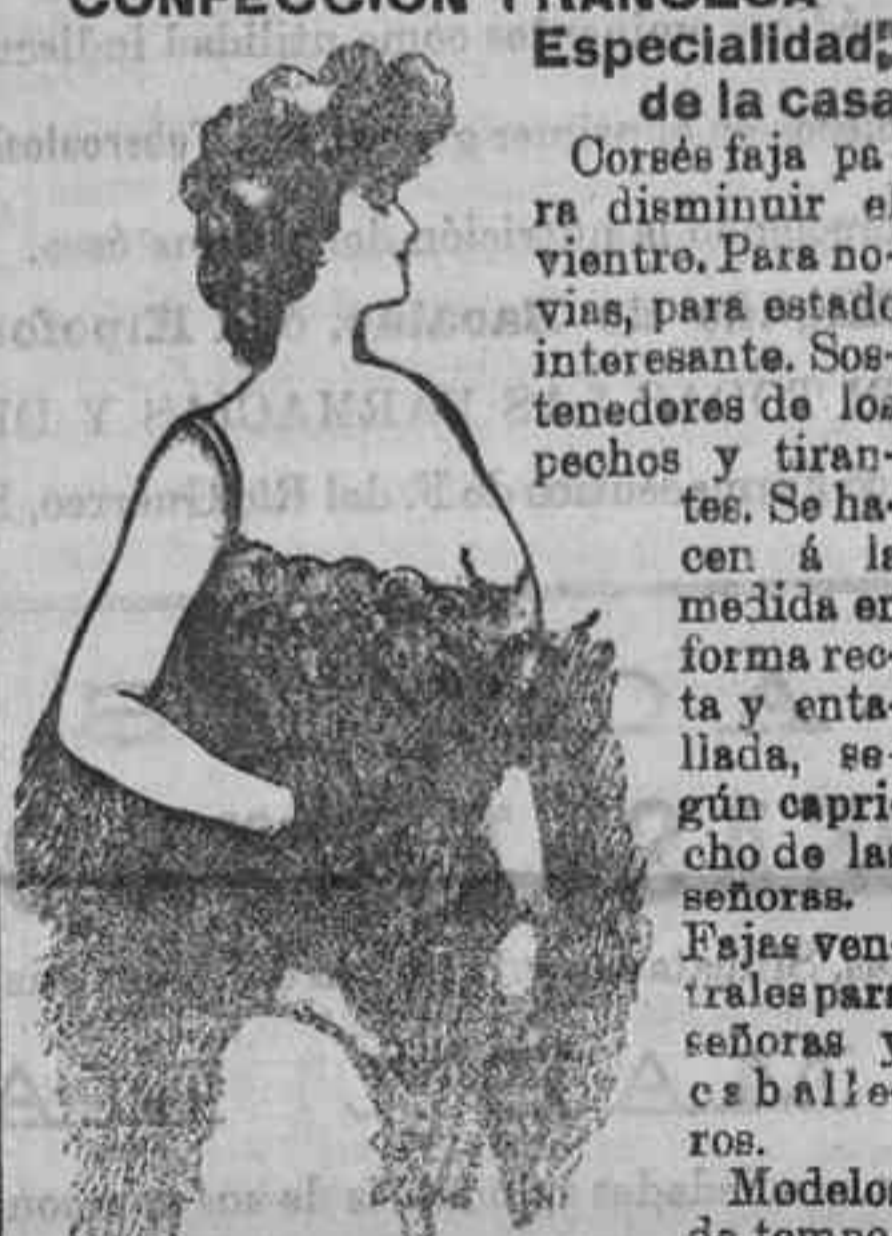 CONFECCIÓN FRANCESA
Especialidad
de la casa
Corsés faja pa
ra disminuir e
vientre. Para no-
vias, para estado
interesante. Sos-
tenedores de los
pechos y tiran-
tes. Se ha-
cen á la
medida en
forma rec-
ta y enta-
llada, se-
gún capri
cho de las
señoras.
Fajas ven
trales para
señoras y
caballe
ros.
Modelos